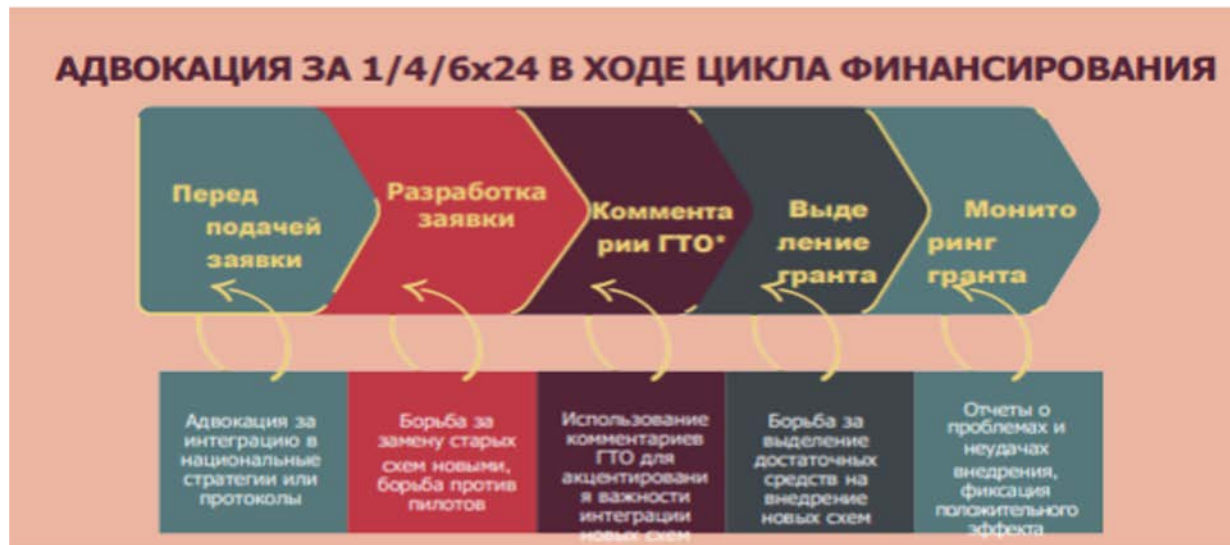 АДВОКАЦИЯ ЗА 1/4/6x24 В ХОДЕ ЦИКЛА ФИНАНСИРОВАНИЯ
Перед
подачей
заявки
Разработка
заявки
Коммента
рии ГТО*
Выде
ление
гранта
Монито
ринг
гранта
Адвокация за
интеграцию в
национальные
стратегии или
протоколы
Борьба за
замену старых
схем новыми,
борьба против
пилотов
Использование
комментариев
ГТО для
акцентировани
я важности
интеграции
новых схем
Борьба за
выделение
достаточных
средств на
внедрение
новых схем
Отчеты о
проблемах и
неудачах
внедрения,
фиксация
положительного
эффекта